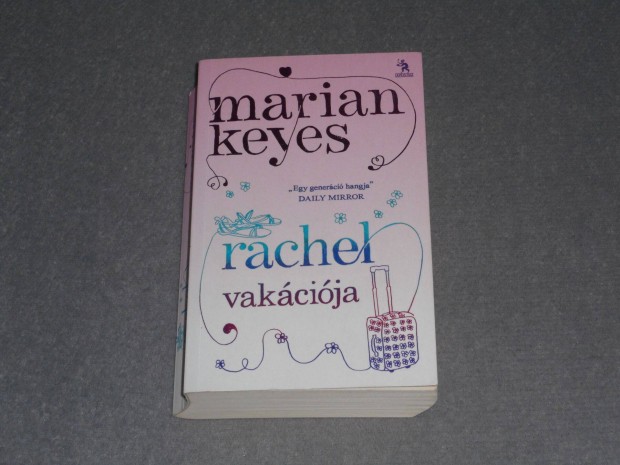 marian
keyes
„Egy generáció hangja”
DAILY MIRROR
rachel
vakációja